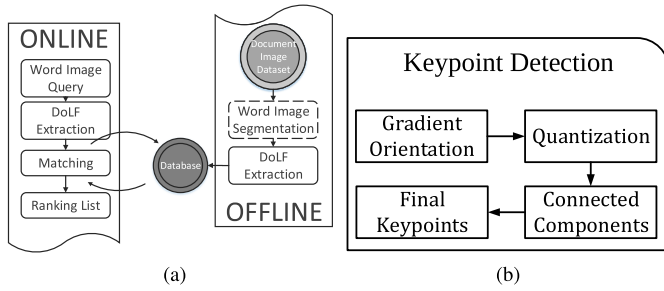 ONLINE
Word Image
Query
DoLF
Extraction
Matching
Ranking List
Database
Document
Image
Dataset
Word Image
Segmentation
DoLF
Extraction
OFFLINE
(a)
Keypoint Detection
Gradient
Orientation
Quantization
Final
Keypoints
Connected
Components
(b)